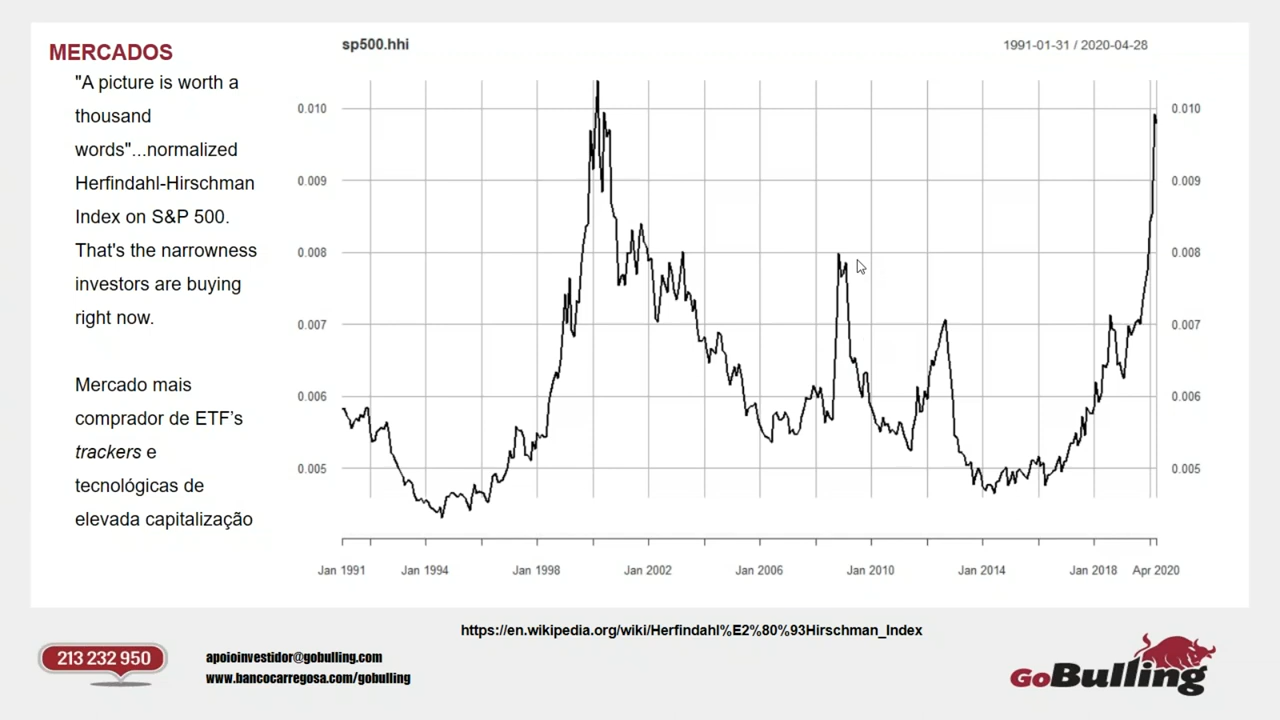 MERCADOS
"A picture is worth a
thousand
words"...normalized
Herfindahl-Hirschman
Index on S&P 500.
That's the narrowness
investors are buying
right now.
Mercado mais
comprador de ETF’s
trackers e
tecnológicas de
elevada capitalização
sp500.hhi
1991-01-31 / 2020-04-28
0.010
0.009
0.008
0.007
0.006
0.005
0.010
0.009
0.008
0.007
0.006
0.005
Jan 1991 Jan 1994 Jan 1998 Jan 2002 Jan 2006 Jan 2010 Jan 2014 Jan 2018 Apr 2020
https://en.wikipedia.org/wiki/Herfindahl%E2%80%93Hirschman_Index
213 232 950
apoioinvestidor@gobulling.com
www.bancocarregosa.com/gobulling
GoBulling